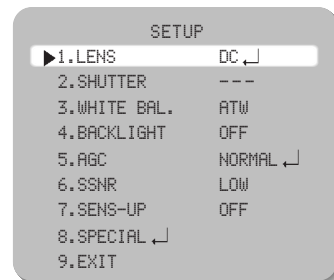 SETUP
▶1.LENS DC↵
2.SHUTTER ---
3.WHITE BAL. ATW
4.BACKLIGHT OFF
5.AGC NORMAL↵
6.SSNR LOW
7.SENS-UP OFF
8.SPECIAL↵
9.EXIT